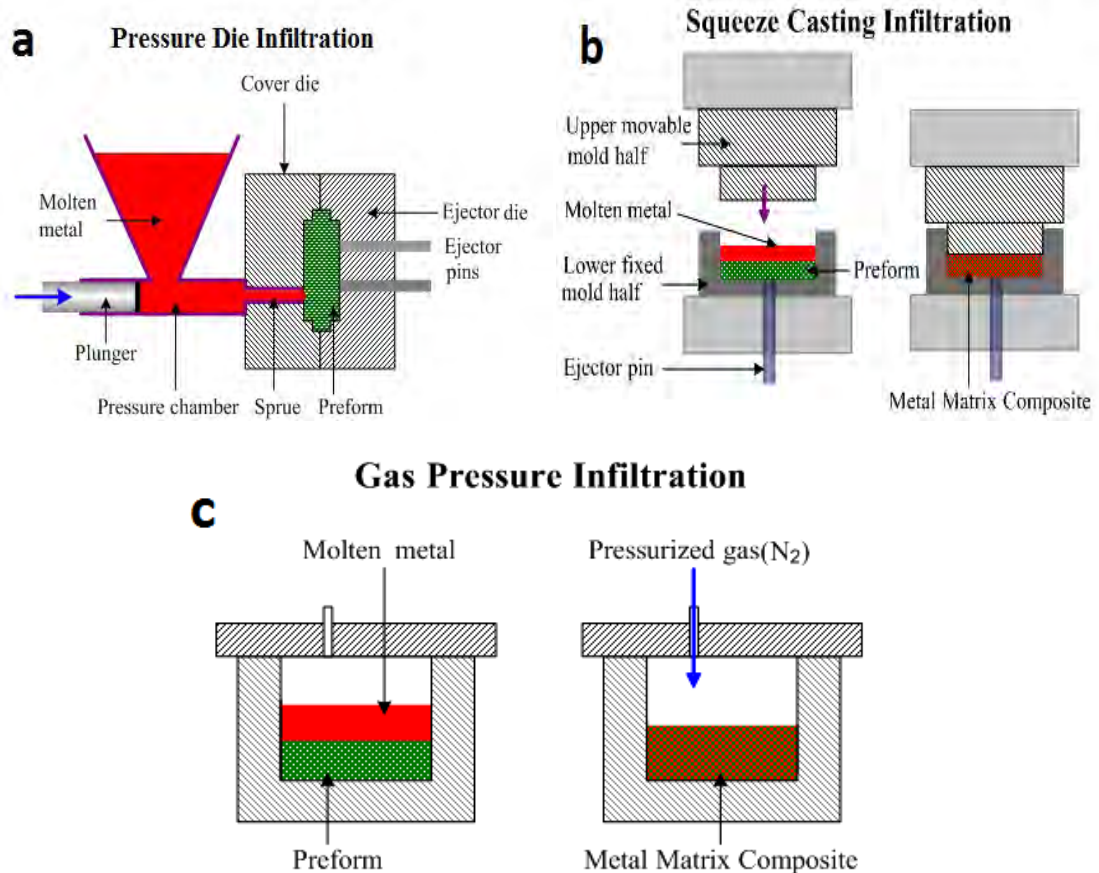 a
Pressure Die Infiltration
Cover die
Molten
metal
Ejector die
Ejector
pins
Plunger
Pressure chamber
Sprue
Preform
b
Squeeze Casting Infiltration
Upper movable
mold half
Molten metal
Lower fixed
mold half
Preform
Ejector pin
Metal Matrix Composite
Gas Pressure Infiltration
c
Molten metal
Pressurized gas(N₂)
Preform
Metal Matrix Composite